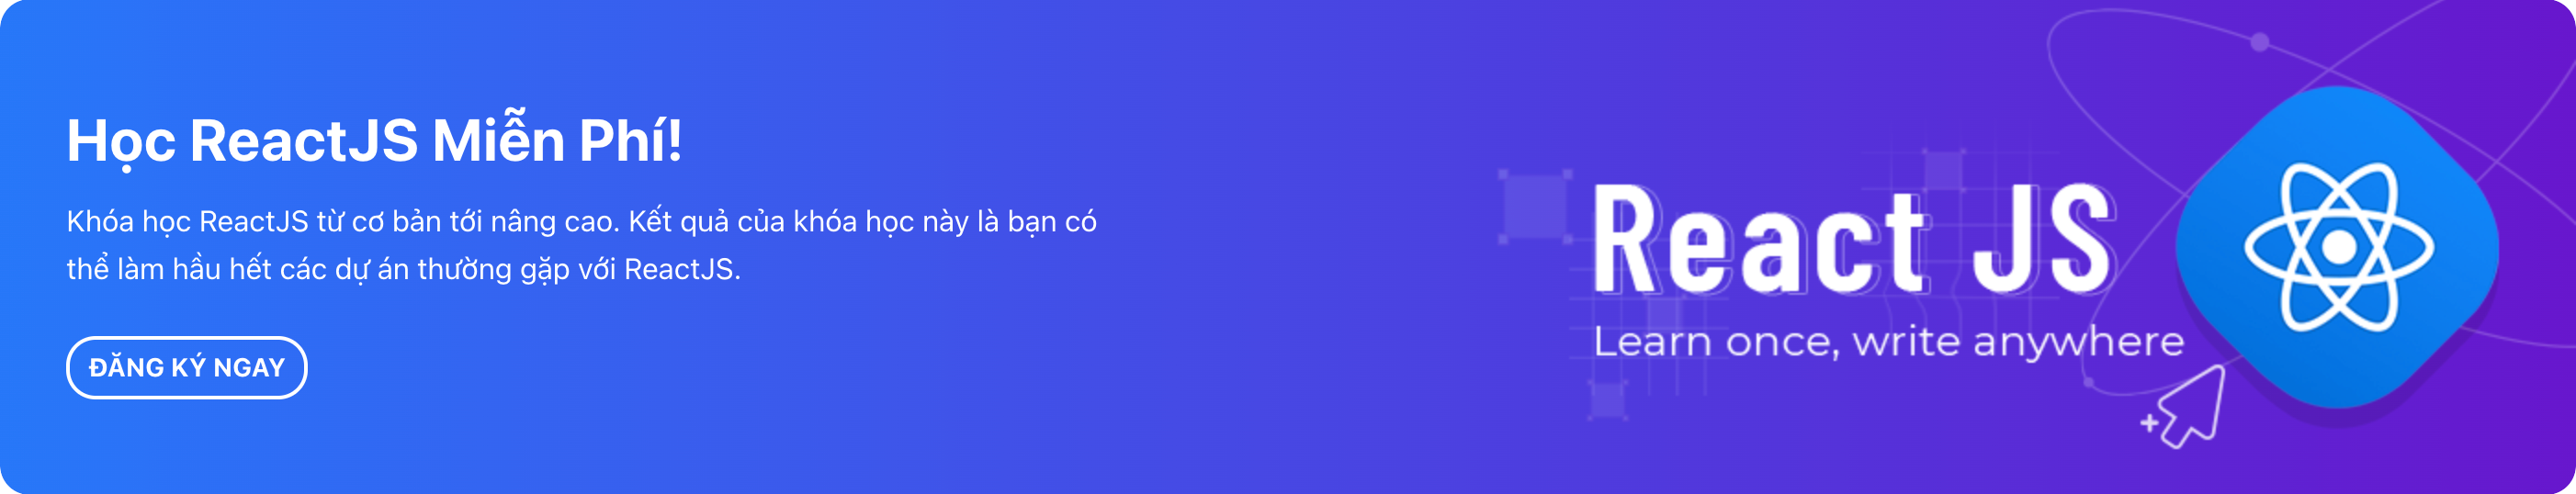 Học ReactJS Miễn Phí!
Khóa học ReactJS từ cơ bản tới nâng cao. Kết quả của khóa học này là bạn có
thể làm hầu hết các dự án thường gặp với ReactJS.
ĐĂNG KÝ NGAY
React JS
Learn once, write anywhere